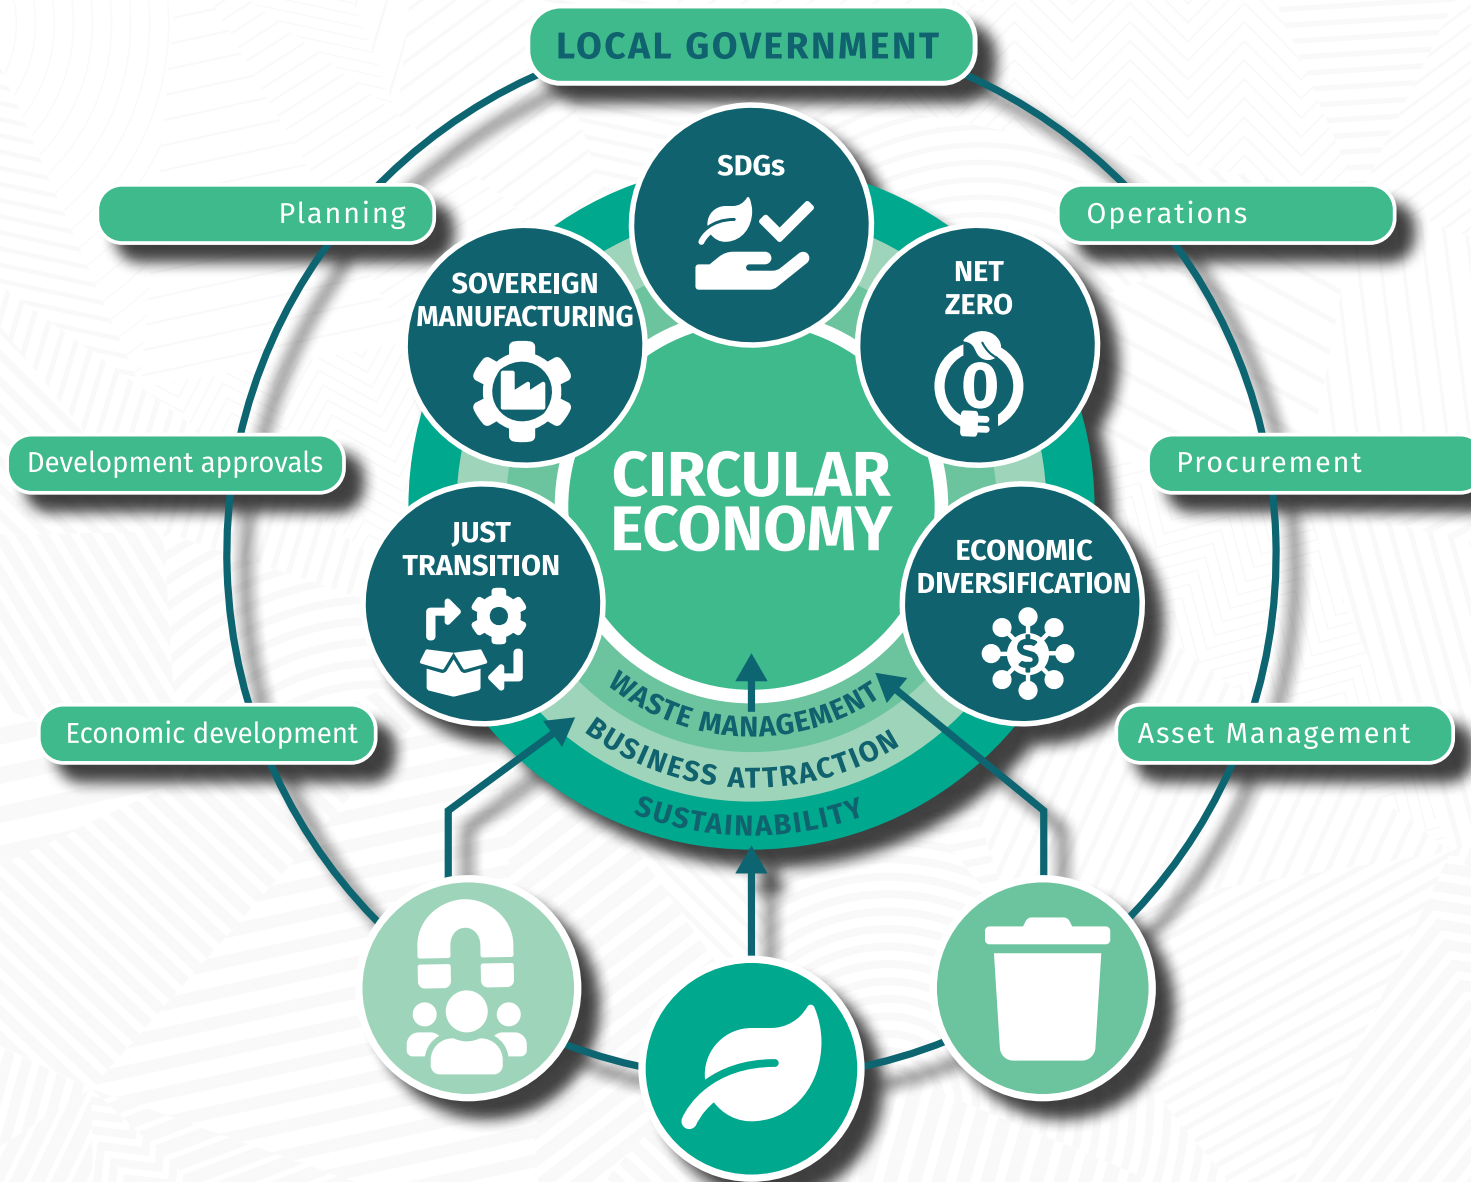 LOCAL GOVERNMENT
SDGs
Planning
Operations
SOVEREIGN
MANUFACTURING
NET
ZERO
0
Development approvals
CIRCULAR
ECONOMY
Procurement
JUST
TRANSITION
ECONOMIC
DIVERSIFICATION
$
WASTE MANAGEMENT
BUSINESS ATTRACTION
SUSTAINABILITY
Economic development
Asset Management